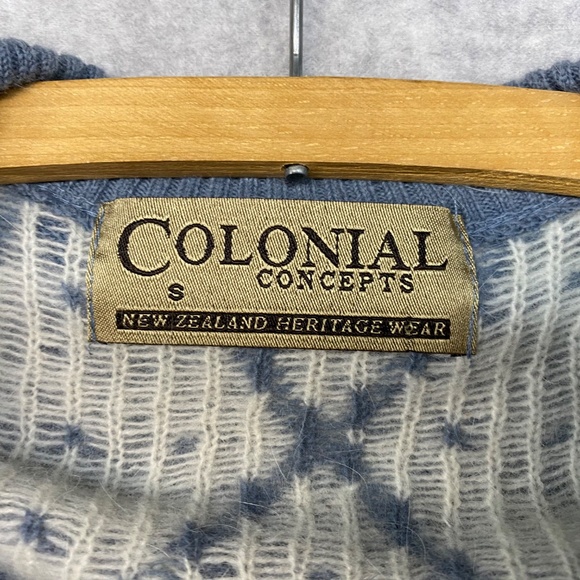 COLONIAL
S CONCEPTS
NEW ZEALAND HERITAGE WEAR